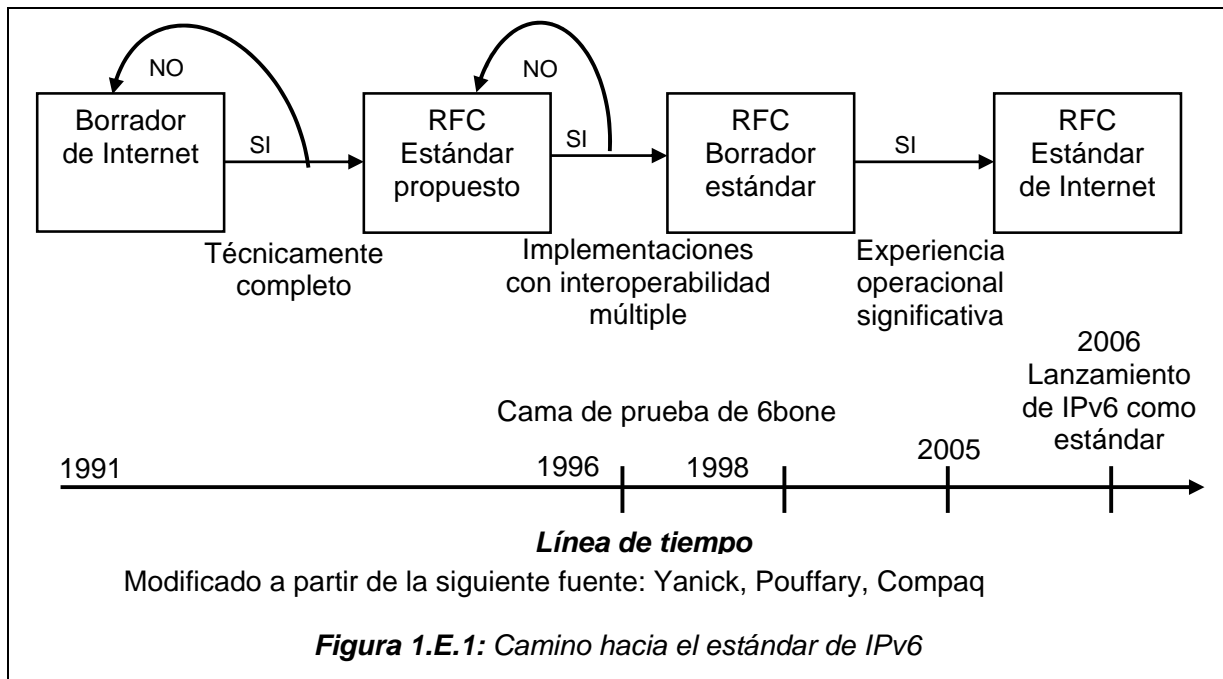 NO
NO
Borrador
de Internet
SI
RFC
Estándar
propuesto
SI
RFC
Borrador
estándar
SI
RFC
Estándar
de Internet
Técnicamente
completo
Implementaciones
con interoperabilidad
múltiple
Experiencia
operacional
significativa
2006
Lanzamiento
de IPv6 como
estándar
Cama de prueba de 6bone
1991
1996
1998
2005
Línea de tiempo
Modificado a partir de la siguiente fuente: Yanick, Pouffary, Compaq
Figura 1.E.1: Camino hacia el estándar de IPv6